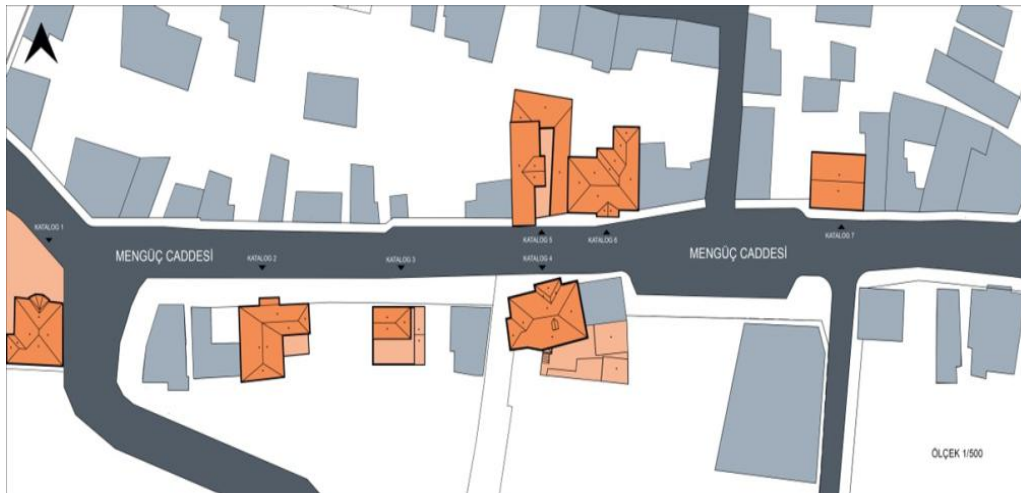 KATALOG 1
MENGÜÇ CADDESİ
KATALOG 2
KATALOG 3
KATALOG 5
KATALOG 4
KATALOG 6
MENGÜÇ CADDESİ
KATALOG 7
ÖLÇEK 1/500